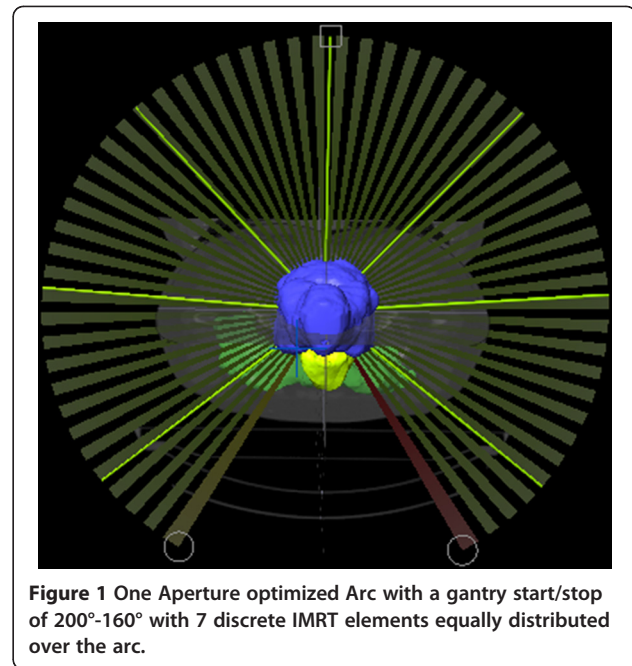 Figure 1 One Aperture optimized Arc with a gantry start/stop
of 200°-160° with 7 discrete IMRT elements equally distributed
over the arc.